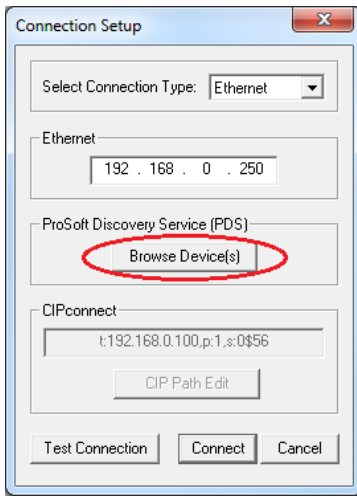 Connection Setup
Select Connection Type: Ethernet
Ethernet
192 . 168 . 0 . 250
ProSoft Discovery Service (PDS)
Browse Device(s)
CIPconnect
t:192.168.0.100,p:1,s:0$56
CIP Path Edit
Test Connection Connect Cancel